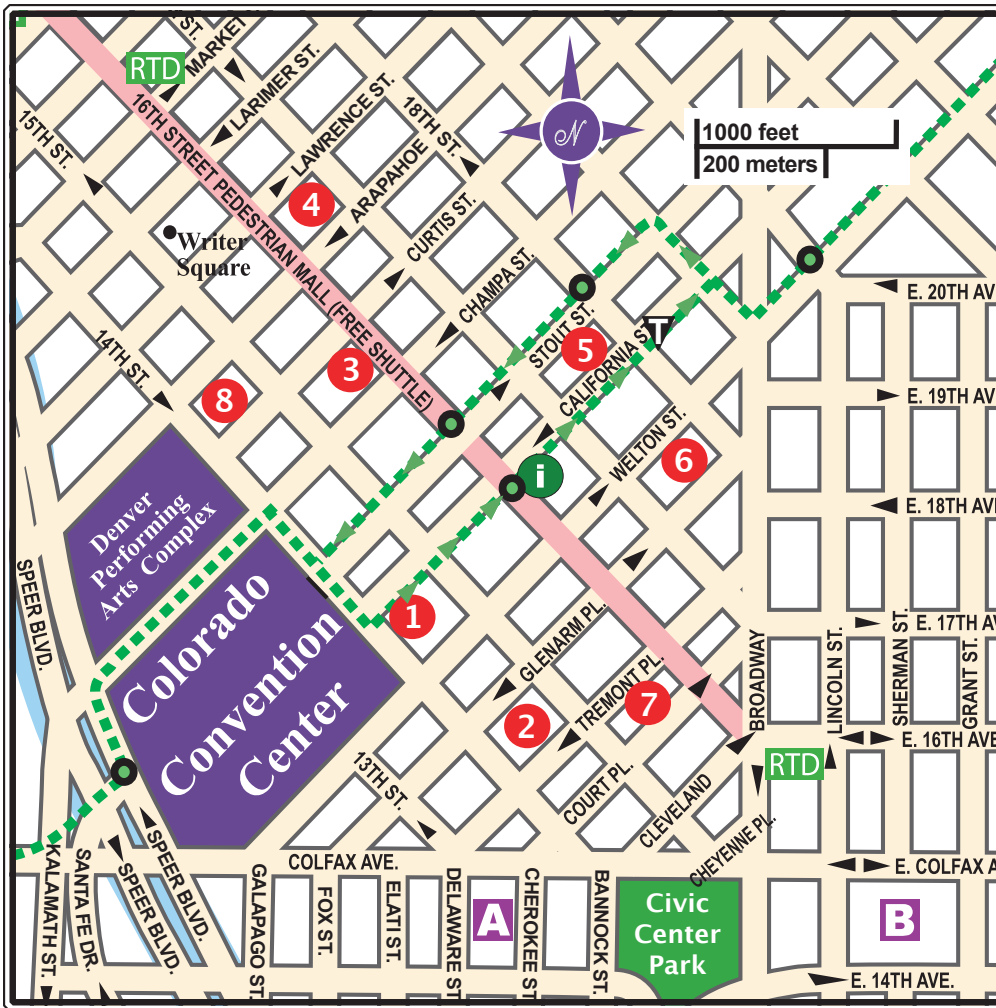 ST.
MARKET
RTD
LARIMER ST.
15TH ST.
16TH STREET PEDESTRIAN MALL (FREE SHUTTLE)
LAWRENCE ST.
18TH ST.
ARAPAHOE
N
1000 feet
200 meters
4
CURTIS ST.
Writer
Square
CHAMPA ST.
E. 20TH AV
14TH ST.
STOUT ST.
T
5
3
CALIFORNIA ST
8
E. 19TH AV
WELTON ST.
6
i
E. 18TH AV
Denver
Performing
Arts Complex
SPEER BLVD.
Colorado
Convention
Center
1
GLENARM PL.
E. 17TH AV
BROADWAY
LINCOLN ST.
SHERMAN ST.
GRANT ST.
2
TREMONT PL.
7
E. 16TH AVE
RTD
13TH ST.
COURT PL.
CLEVELAND
CHEYENNE PL.
COLFAX AVE.
E. COLFAX A
KALAMATH ST.
SANTA FE DR.
SPEER BLVD.
SPEER BLVD.
GALAPAGO ST.
FOX ST.
ELATI ST.
DELAWARE ST
A
CHEROKEE ST
BANNOCK ST.
Civic
Center
Park
B
E. 14TH AVE.